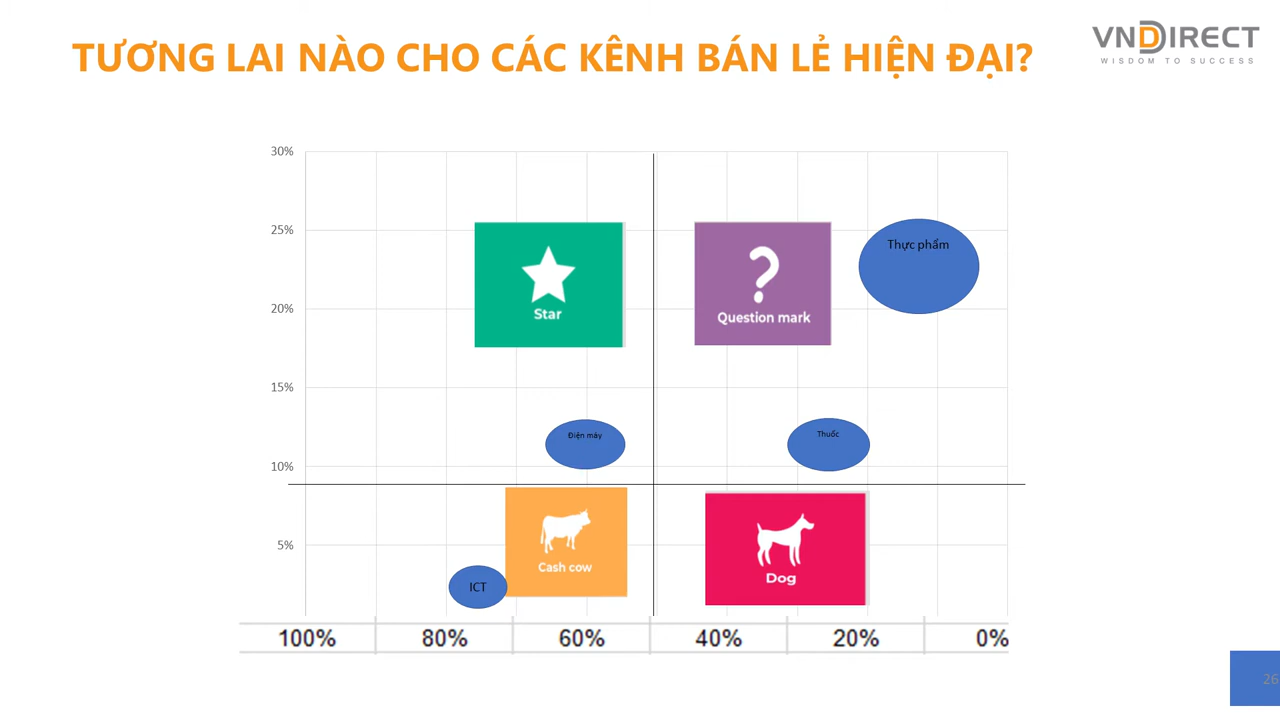 TƯƠNG LAI NÀO CHO CÁC KÊNH BÁN LẺ HIỆN ĐẠI?
VNDIRECT
WISDOM TO SUCCESS
30%
25%
Thực phẩm
Star
Question mark
20%
15%
Điện máy
Thuốc
10%
5%
Cash cow
Dog
ICT
100% 80% 60% 40% 20% 0%
26